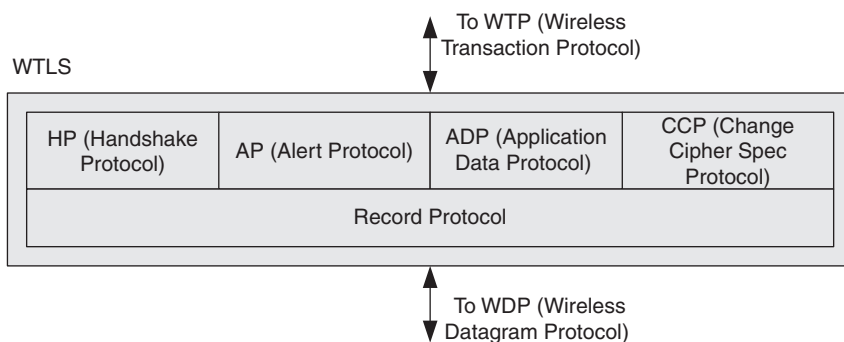 To WTP (Wireless
Transaction Protocol)
WTLS
HP (Handshake
Protocol)
AP (Alert Protocol)
ADP (Application
Data Protocol)
CCP (Change
Cipher Spec
Protocol)
Record Protocol
To WDP (Wireless
Datagram Protocol)